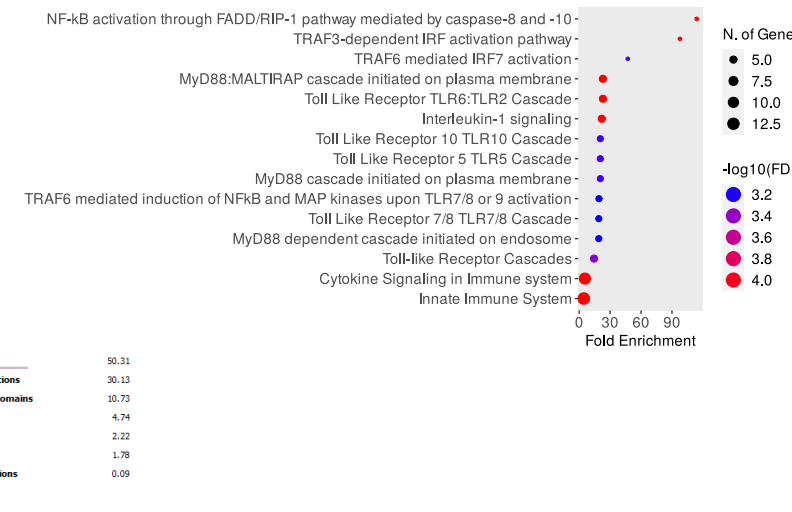 NF-kB activation through FADD/RIP-1 pathway mediated by caspase-8 and -10
TRAF3-dependent IRF activation pathway
TRAF6 mediated IRF7 activation
MyD88:MALTIRAP cascade initiated on plasma membrane
Toll Like Receptor TLR6:TLR2 Cascade
Interleukin-1 signaling
Toll Like Receptor 10 TLR10 Cascade
Toll Like Receptor 5 TLR5 Cascade
MyD88 cascade initiated on plasma membrane
TRAF6 mediated induction of NFkB and MAP kinases upon TLR7/8 or 9 activation
Toll Like Receptor 7/8 TLR7/8 Cascade
MyD88 dependent cascade initiated on endosome
Toll-like Receptor Cascades
Cytokine Signaling in Immune system
Innate Immune System
0 30 60 90
Fold Enrichment
N. of Gene
5.0
7.5
10.0
12.5
-log10(FD
3.2
3.4
3.6
3.8
4.0
50.31
tions 30.13
omains 10.73
4.74
2.22
1.78
ions 0.09